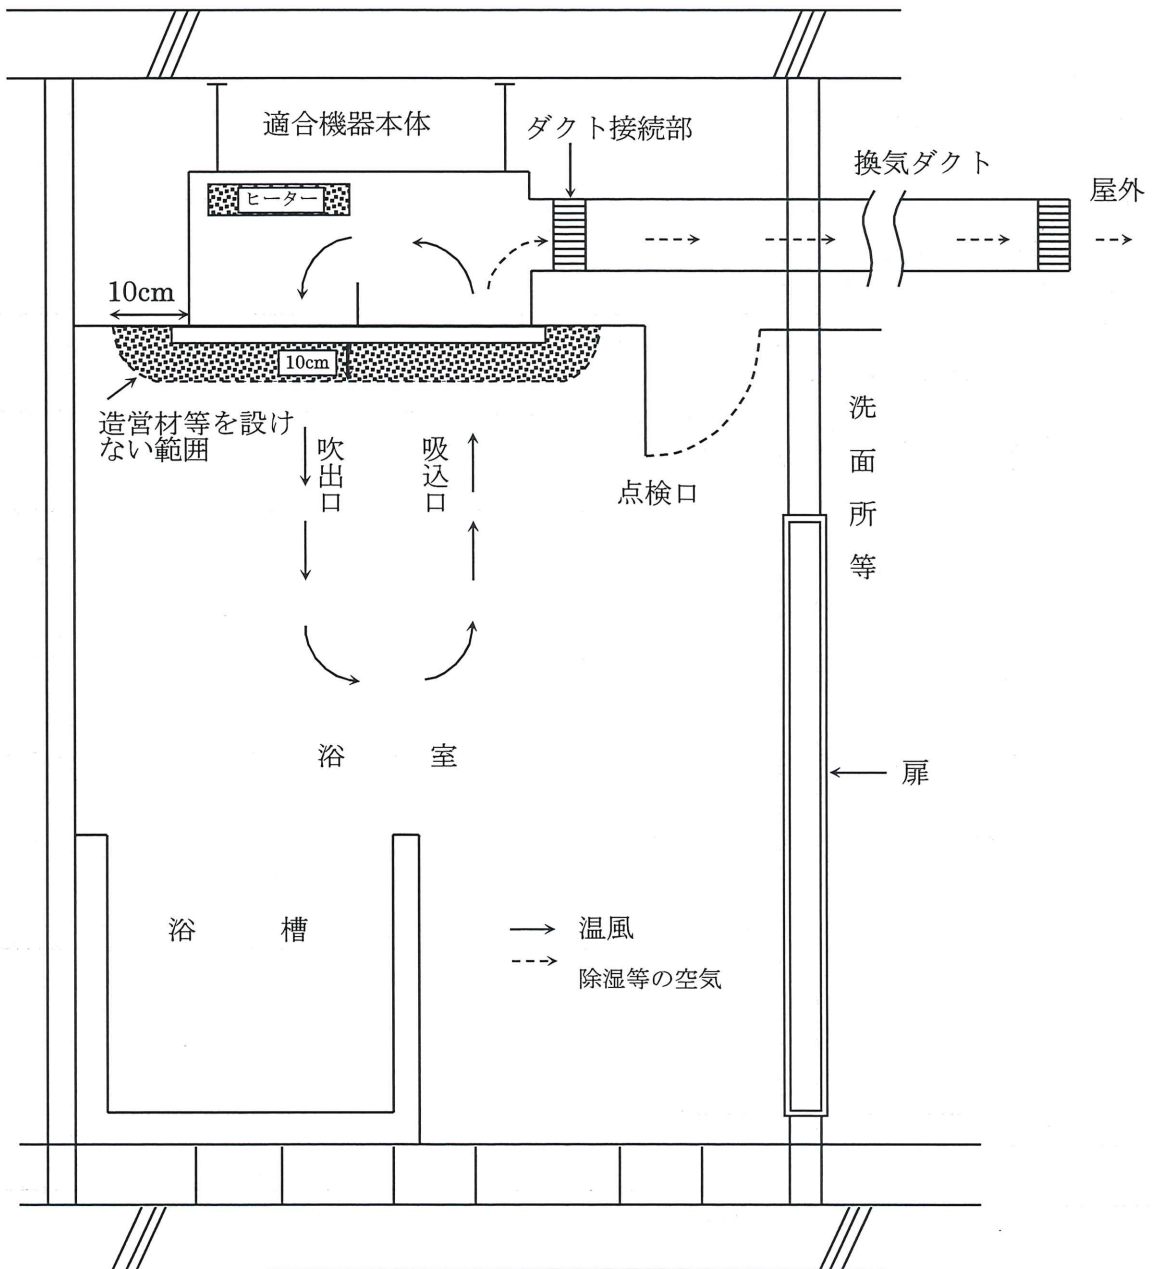 適合機器本体
ダクト接続部
換気ダクト
屋外
ヒーター
10cm
10cm
造営材等を設け
ない範囲
吹出口
吸込口
点検口
洗面所等
浴室
扉
浴槽
温風
除湿等の空気